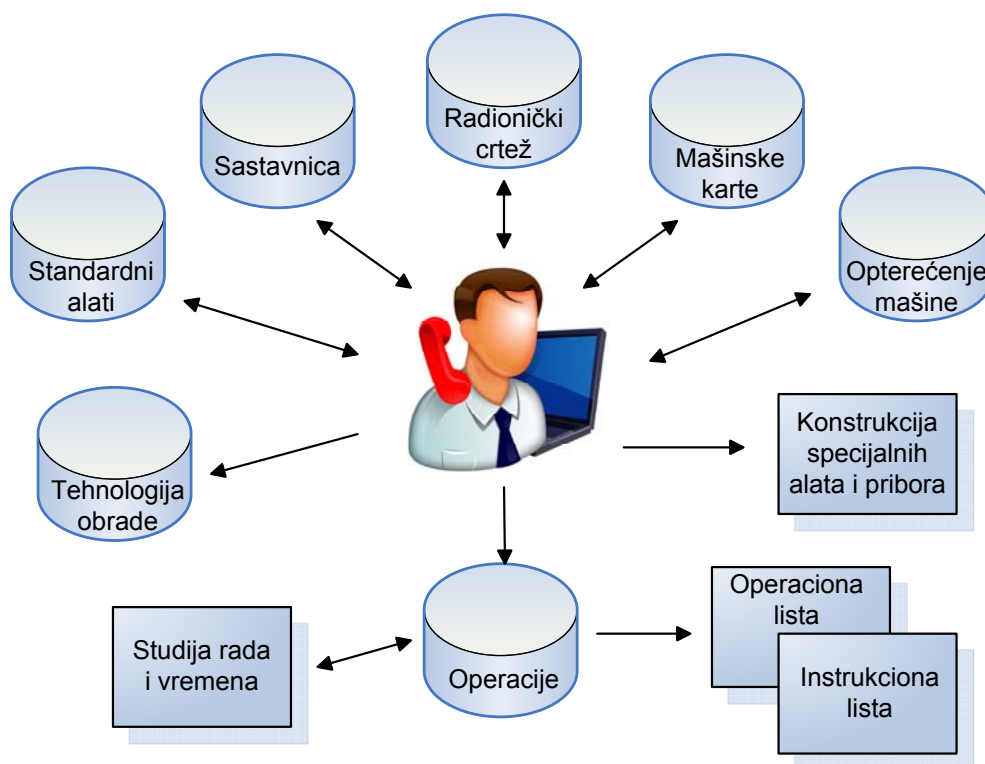 Radionički
crtež
Sastavnica
Mašinske
karte
Standardni
alati
Opterećenje
mašine
Konstrukcija
specijalnih
alata i pribora
Tehnologija
obrade
Operaciona
lista
Studija rada
i vremena
Operacije
Instrukciona
lista